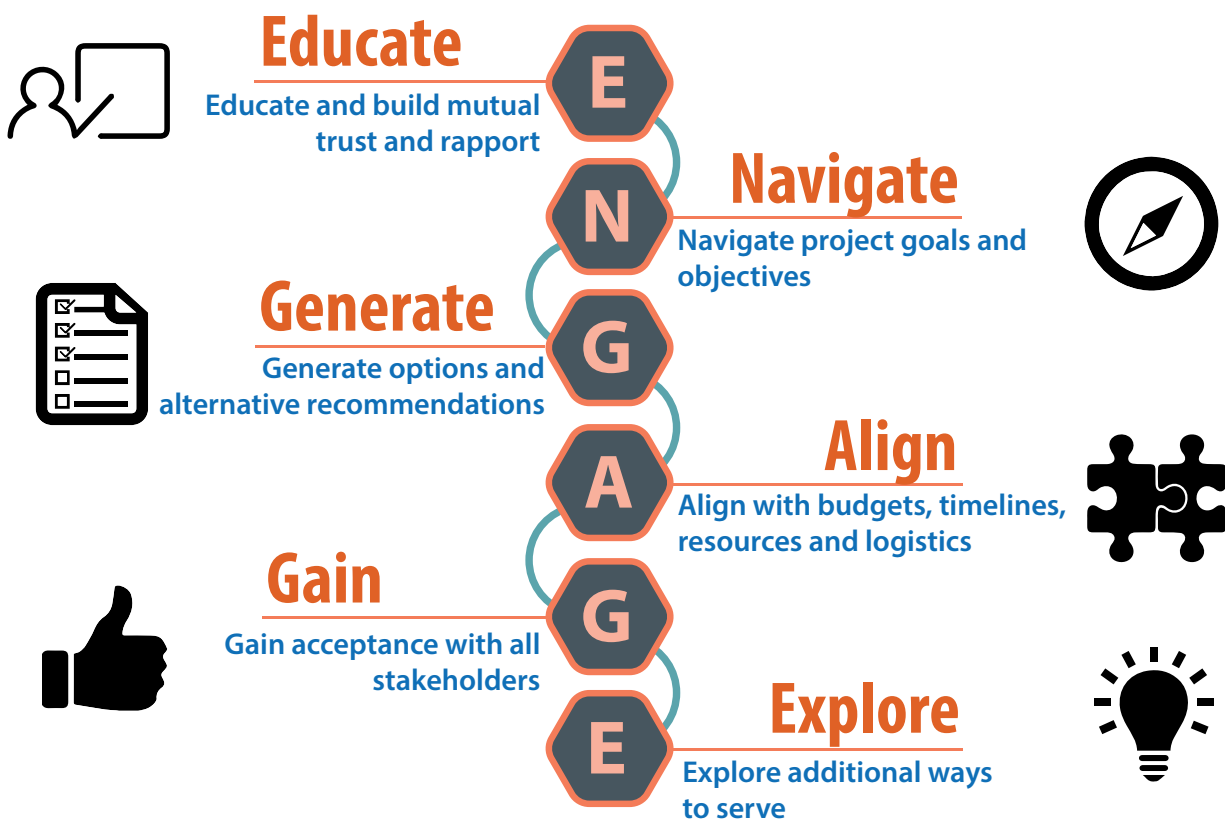 Educate
E
Educate and build mutual
trust and rapport
N
Navigate
Navigate project goals and
objectives
Generate
G
Generate options and
alternative recommendations
A
Align
Align with budgets, timelines,
resources and logistics
Gain
G
Gain acceptance with all
stakeholders
E
Explore
Explore additional ways
to serve